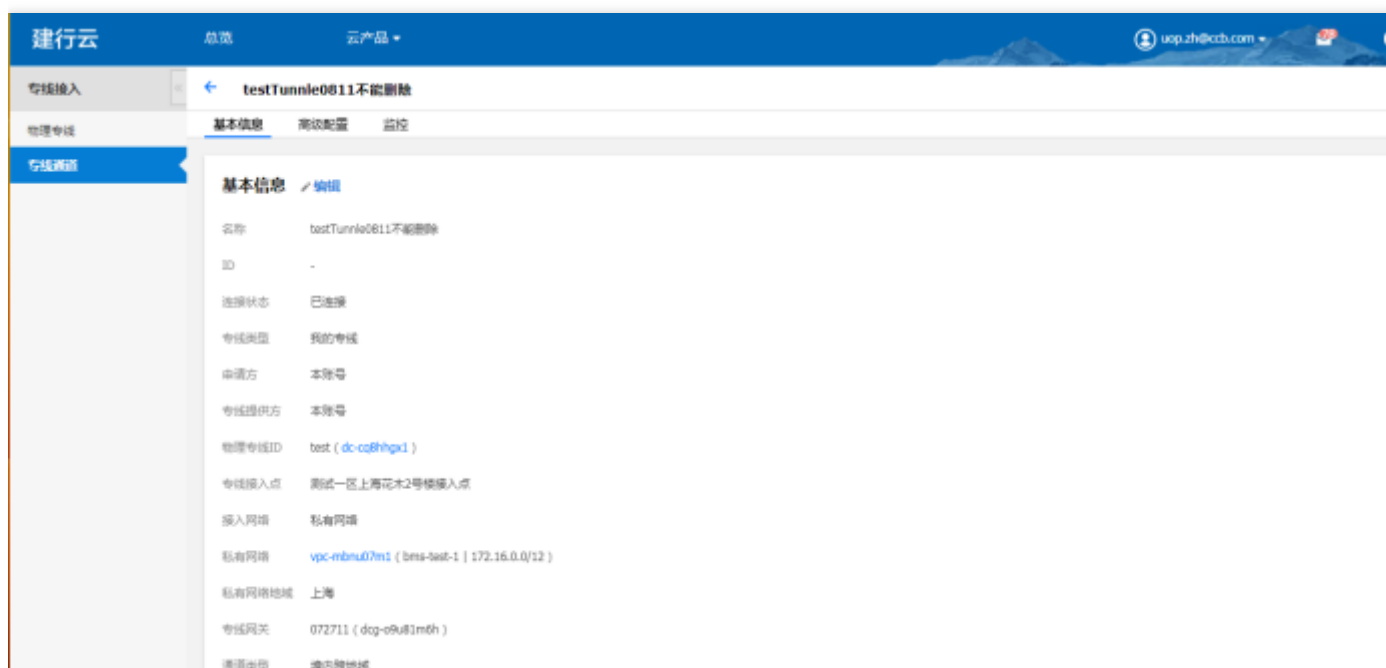 建行云 总览 云产品 uop.zh@ccb.com
专线接入
testTunnle0811不能删除
物理专线
基本信息 高级配置 监控
专线通道
基本信息 编辑
名称 testTunnle0811不能删除
ID -
连接状态 已连接
专线类型 我的专线
申请方 本账号
专线提供方 本账号
物理专线ID test ( dc-cq8hhgx1 )
专线接入点 测试一区上海花木2号楼接入点
接入网络 私有网络
私有网络 vpc-mbnu07m1 ( bms-test-1 | 172.16.0.0/12 )
私有网络地域 上海
专线网关 072711 ( dcg-o9u81m6h )
通道类型